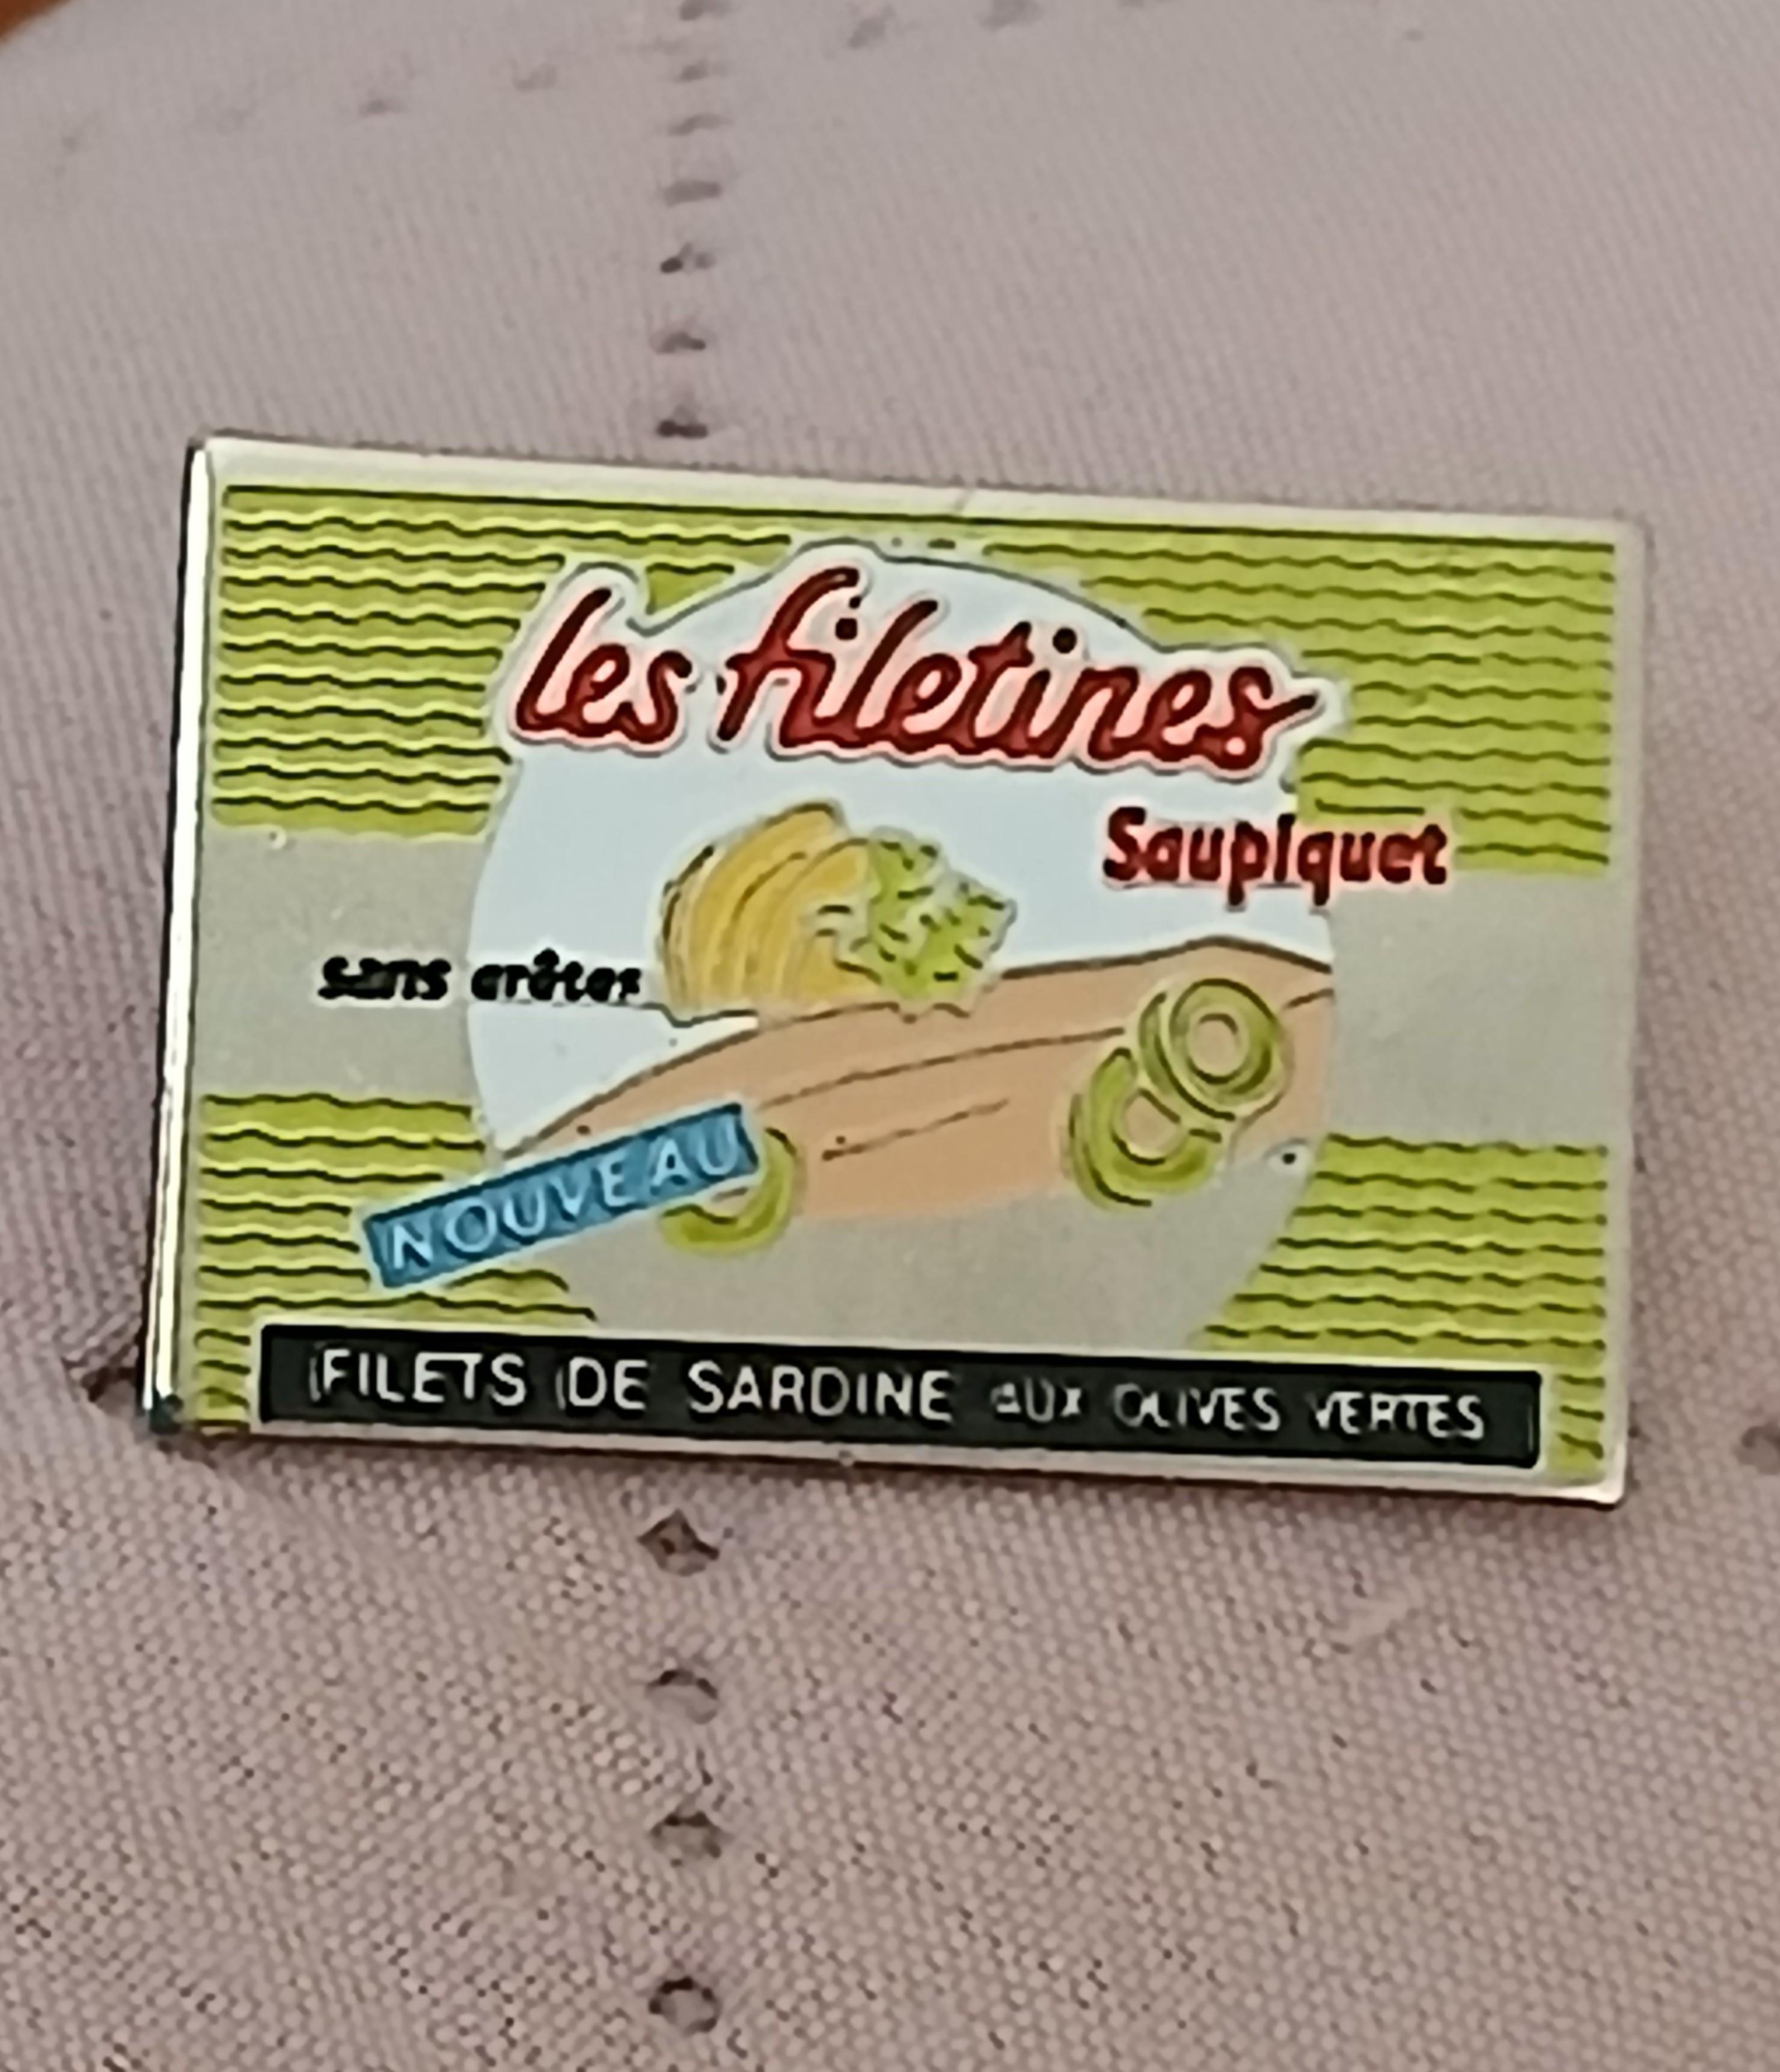 les filetines
Saupiquet
sans arêtes
NOUVEAU
FILETS DE SARDINE AUX OLIVES VERTES